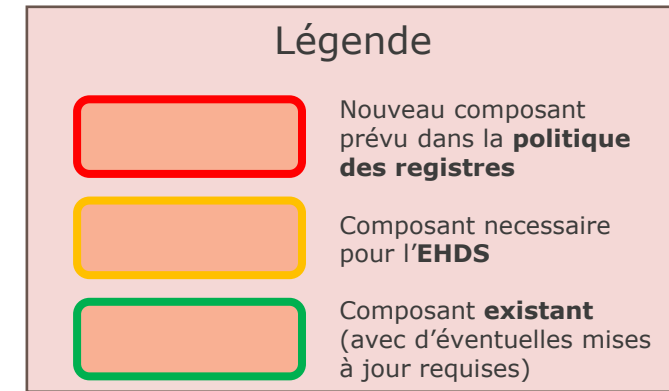 Légende
Nouveau composant
prévu dans la politique
des registres
Composant necessaire
pour l’EHDS
Composant existant
(avec d’éventuelles mises
à jour requises)